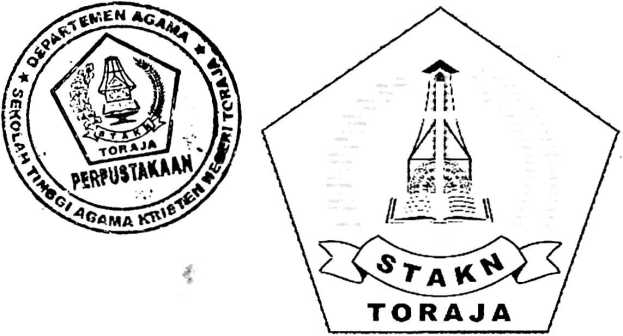 ★ DEPARTEMEN AGAMA ★
SEKOLAH TINGGI AGAMA KRISTEN NEGERI TORAJA
STAKN
TORAJA
PERPUSTAKAAN
STAKN
TORAJA